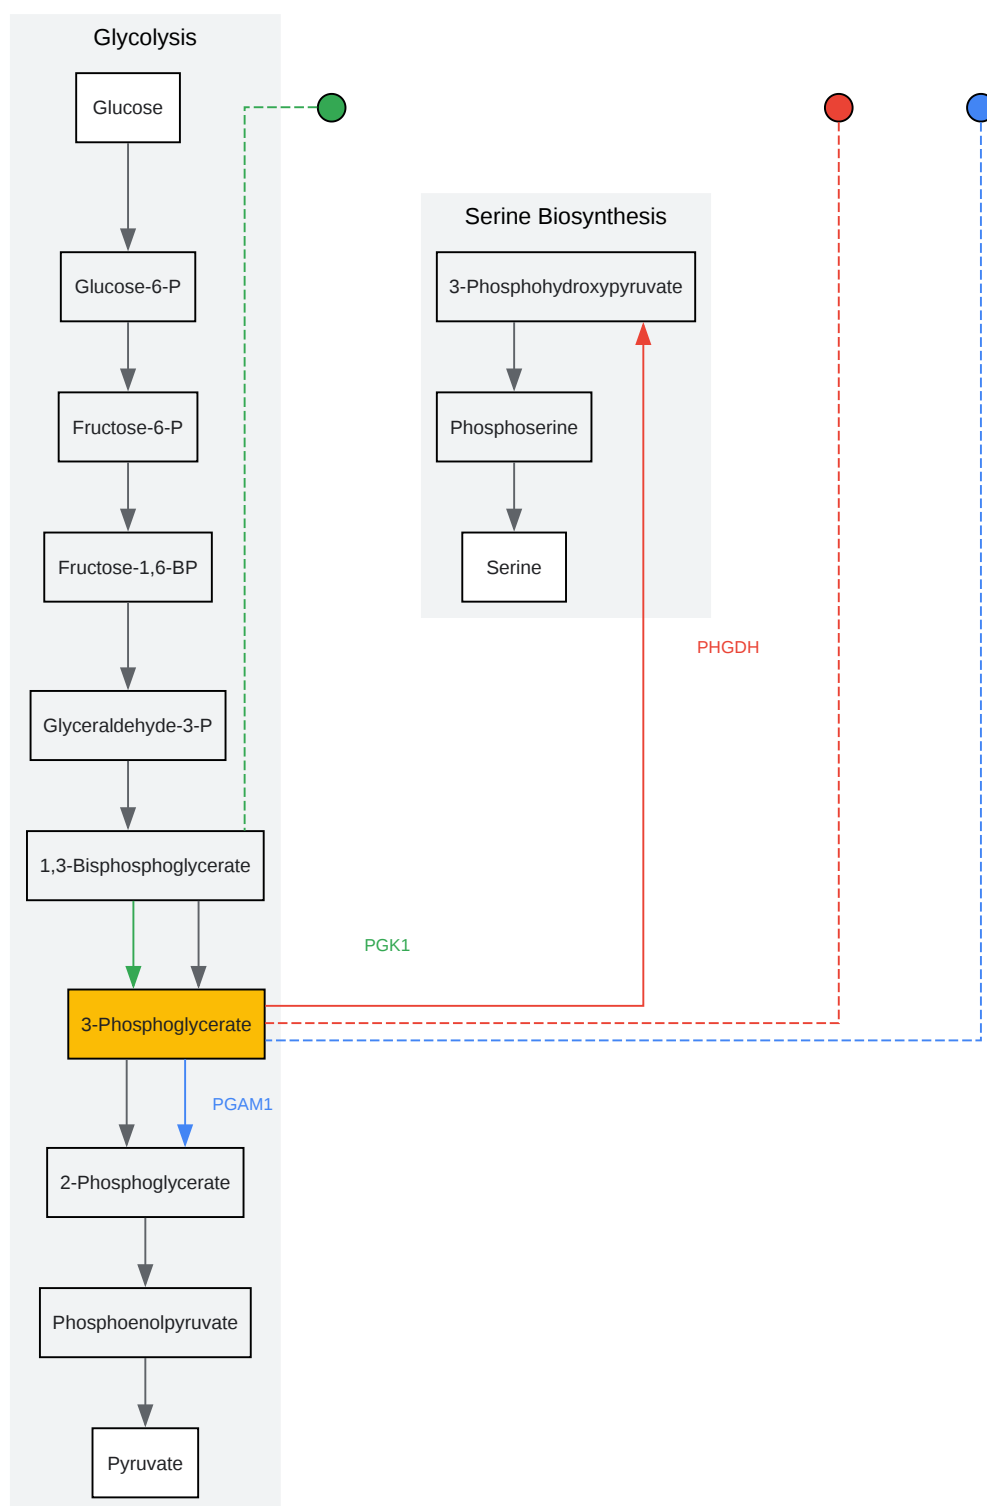 Glycolysis
Glucose
Serine Biosynthesis
Glucose-6-P
3-Phosphohydroxypyruvate
Fructose-6-P
Phosphoserine
Fructose-1,6-BP
Serine
PHGDH
Glyceraldehyde-3-P
1,3-Bisphosphoglycerate
PGK1
3-Phosphoglycerate
PGAM1
2-Phosphoglycerate
Phosphoenolpyruvate
Pyruvate